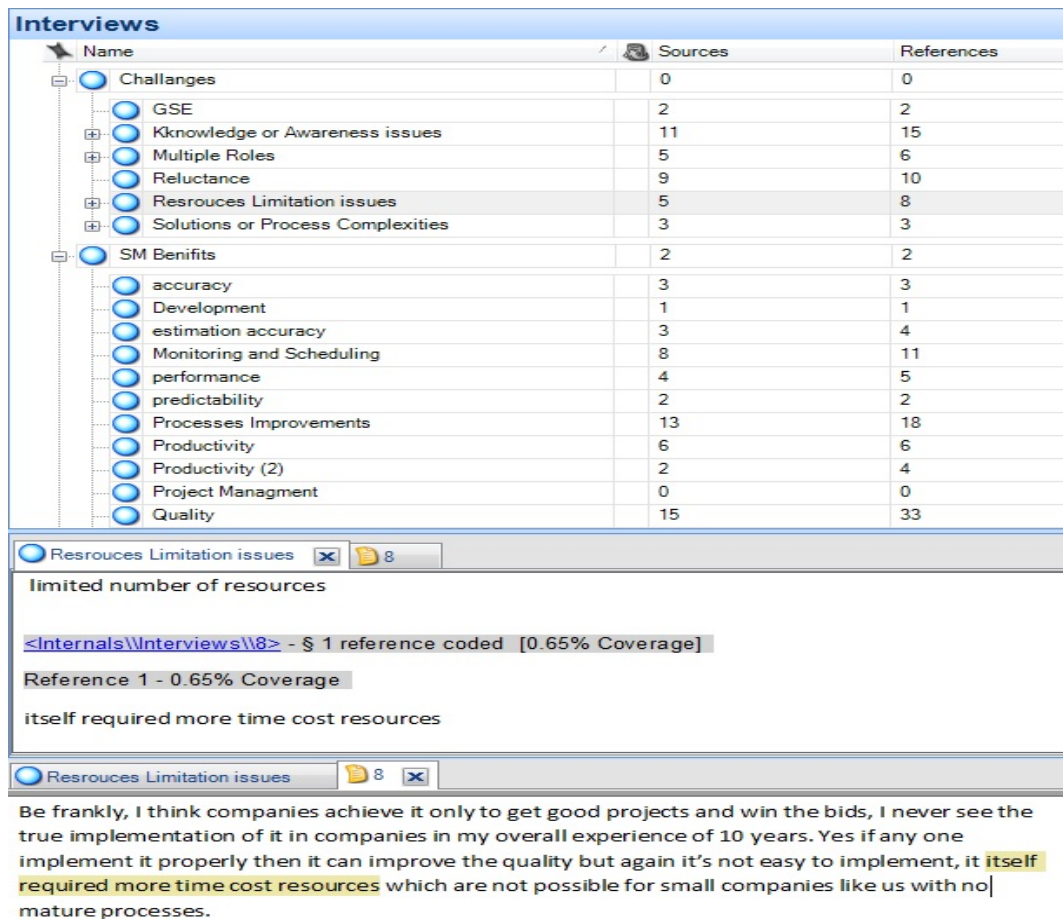 Interviews
Name Sources References
Challanges 0 0
GSE 2 2
Kknowledge or Awareness issues 11 15
Multiple Roles 5 6
Reluctance 9 10
Resrouces Limitation issues 5 8
Solutions or Process Complexities 3 3
SM Benifits 2 2
accuracy 3 3
Development 1 1
estimation accuracy 3 4
Monitoring and Scheduling 8 11
performance 4 5
predictability 2 2
Processes Improvements 13 18
Productivity 6 6
Productivity (2) 2 4
Project Managment 0 0
Quality 15 33
Resrouces Limitation issues 8
limited number of resources
<Internals\\Interviews\\8> - § 1 reference coded [0.65% Coverage]
Reference 1 - 0.65% Coverage
itself required more time cost resources
Resrouces Limitation issues 8
Be frankly, I think companies achieve it only to get good projects and win the bids, I never see the
true implementation of it in companies in my overall experience of 10 years. Yes if any one
implement it properly then it can improve the quality but again it's not easy to implement, it itself
required more time cost resources which are not possible for small companies like us with no
mature processes.